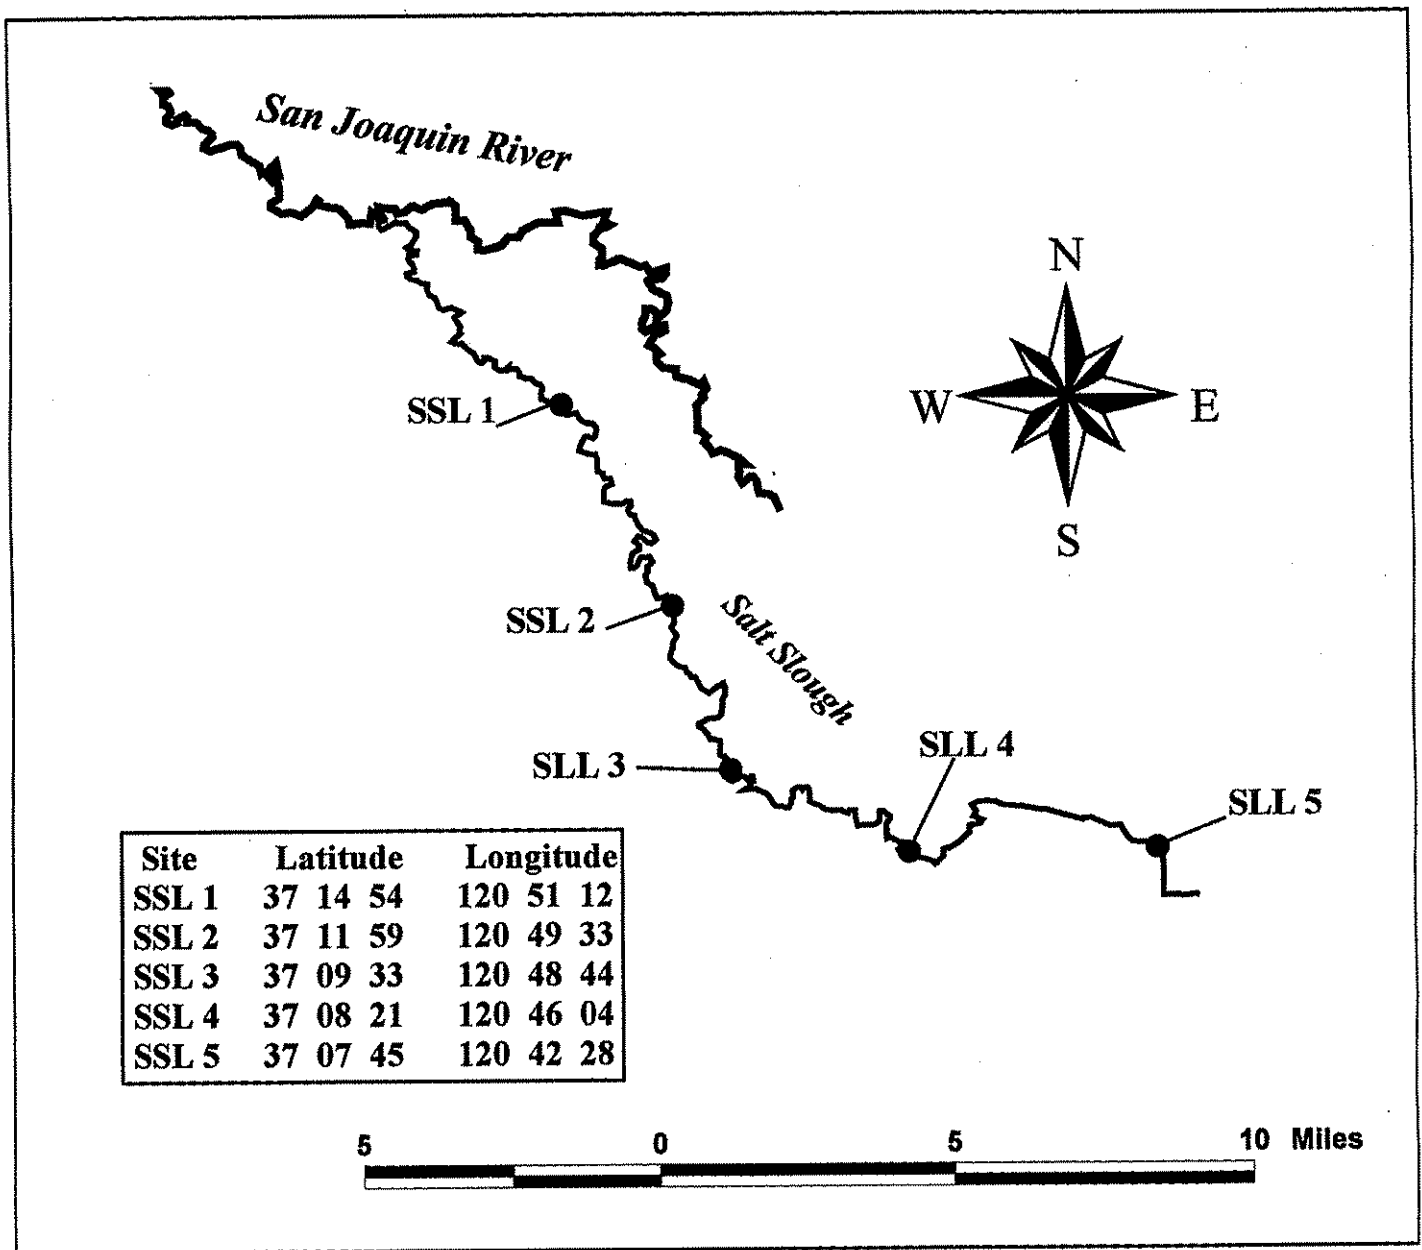 San Joaquin River
N
W
E
S
SSL 1
SSL 2
Salt Slough
SLL 3
SLL 4
SLL 5
Site Latitude Longitude
SSL 1 37 14 54 120 51 12
SSL 2 37 11 59 120 49 33
SSL 3 37 09 33 120 48 44
SSL 4 37 08 21 120 46 04
SSL 5 37 07 45 120 42 28
5 0 5 10 Miles